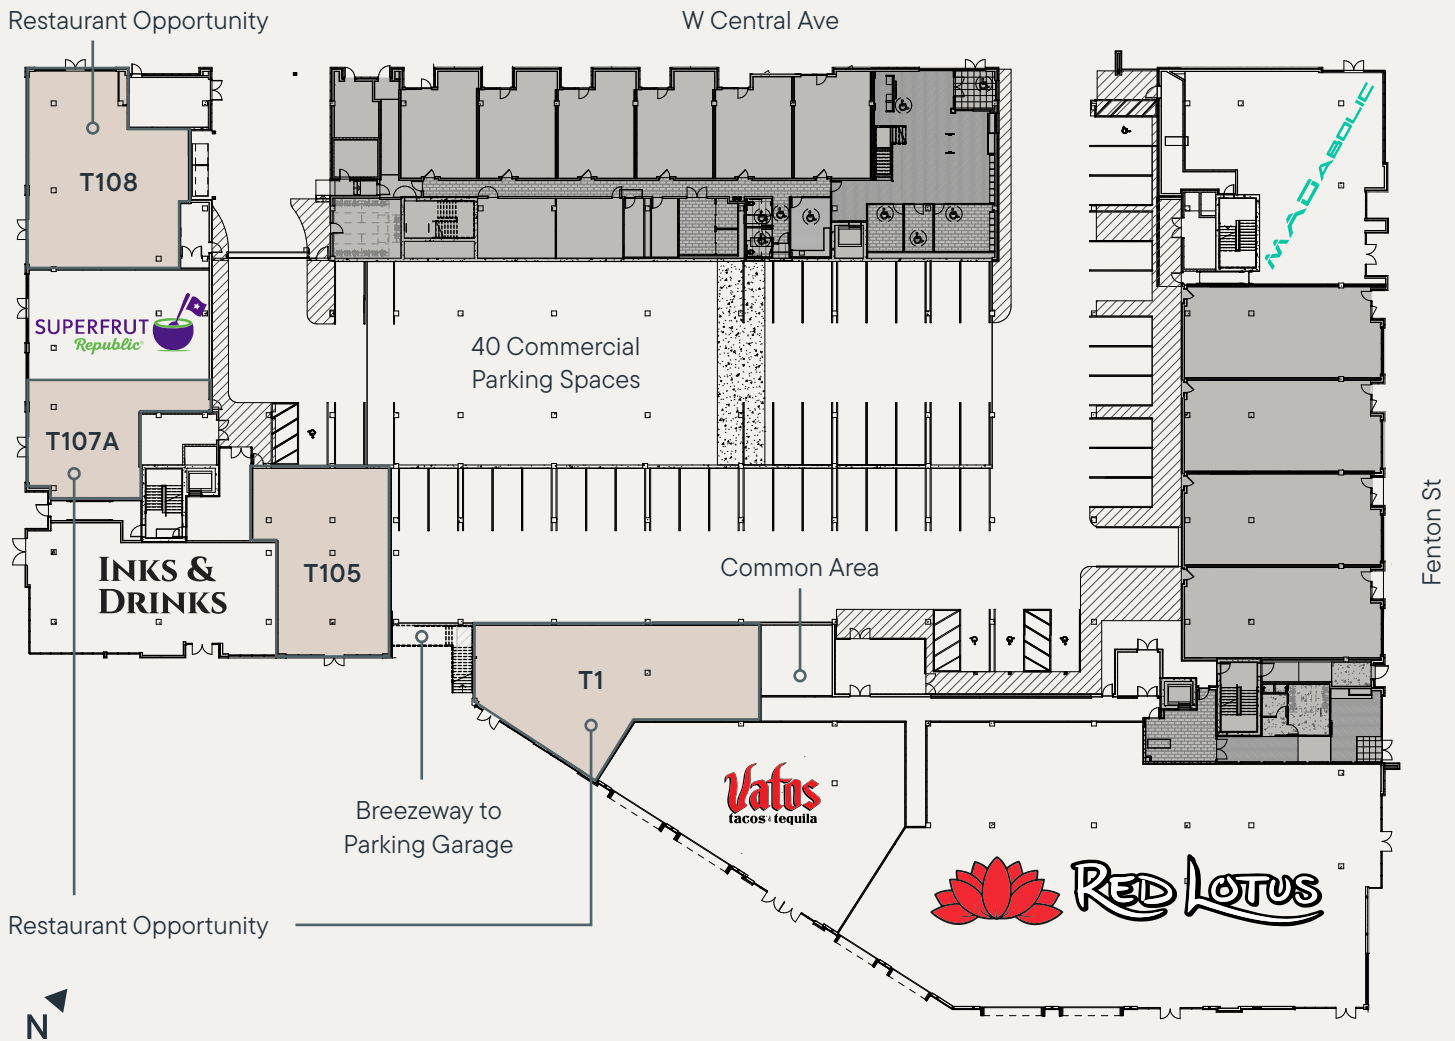 Restaurant Opportunity
W Central Ave
T108
MADABOLIC
SUPERFRUT
Republic
40 Commercial
Parking Spaces
T107A
Fenton St
INKS &
DRINKS
T105
Common Area
T1
Vatos
tacos & tequila
Breezeway to
Parking Garage
RED LOTUS
Restaurant Opportunity
N